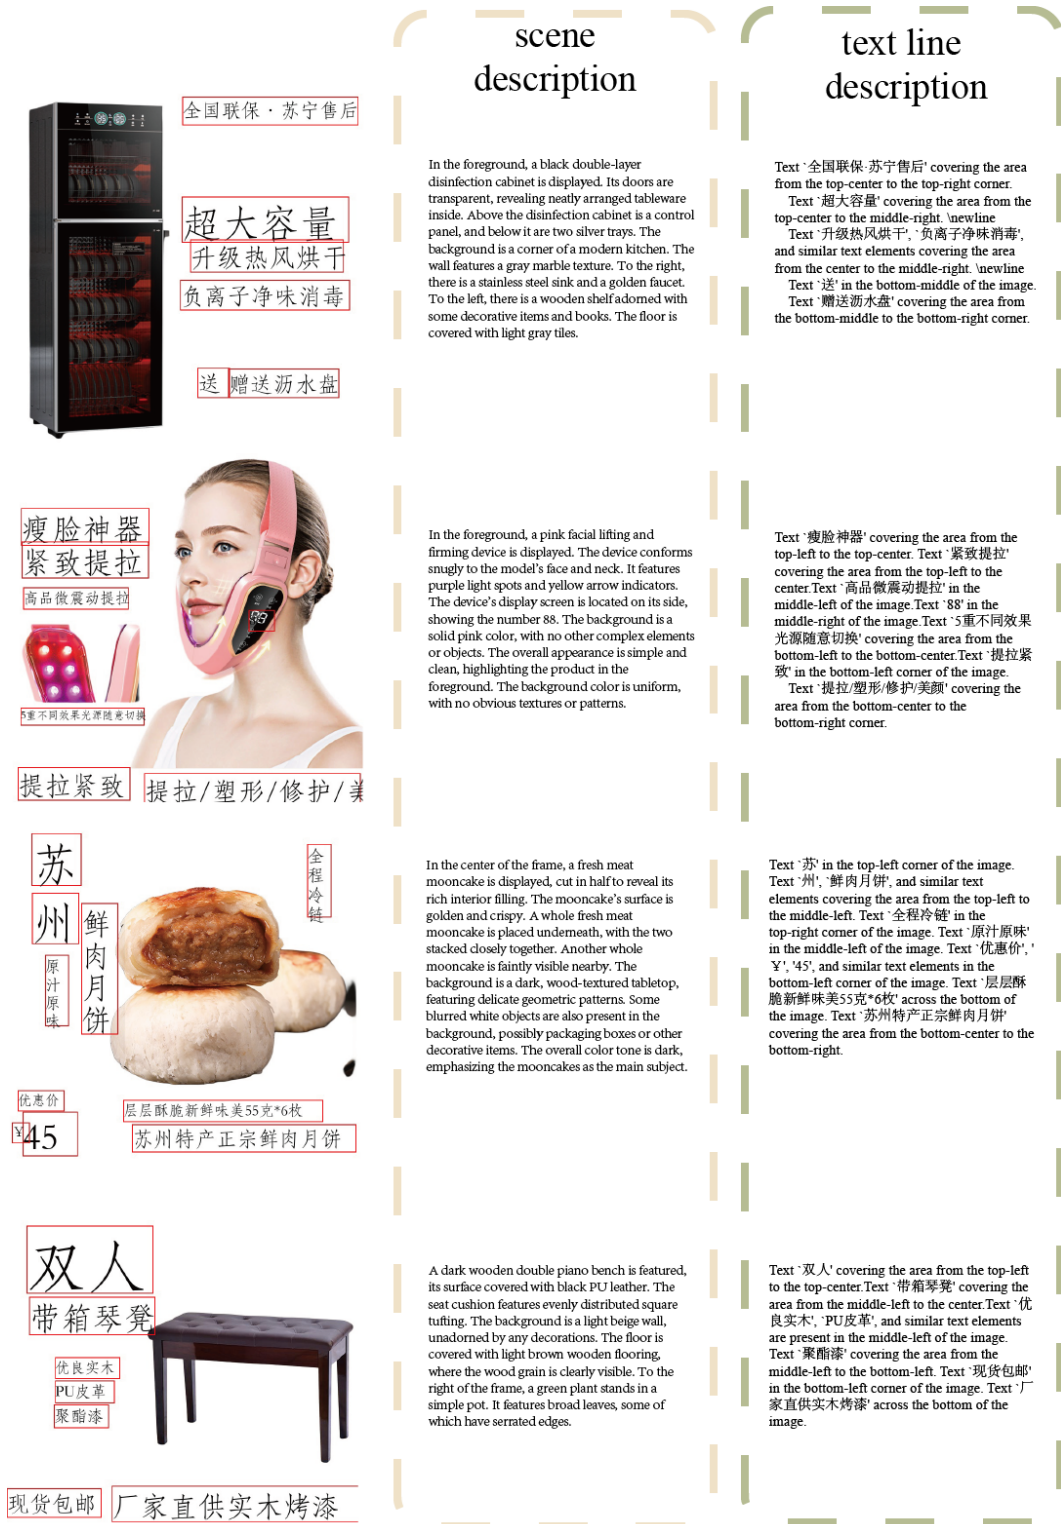 scene
description
text line
description
全国联保·苏宁售后
超大容量
升级热风烘干
负离子净味消毒
送 赠送沥水盘
In the foreground, a black double-layer
disinfection cabinet is displayed. Its doors are
transparent, revealing neatly arranged tableware
inside. Above the disinfection cabinet is a control
panel, and below it are two silver trays. The
background is a corner of a modern kitchen. The
wall features a gray marble texture. To the right,
there is a stainless steel sink and a golden faucet.
To the left, there is a wooden shelf adorned with
some decorative items and books. The floor is
covered with light gray tiles.
Text `全国联保·苏宁售后' covering the area
from the top-center to the top-right corner.
Text `超大容量' covering the area from the
top-center to the middle-right. \newline
Text `升级热风烘干', `负离子净味消毒',
and similar text elements covering the area
from the center to the middle-right. \newline
Text `送' in the bottom-middle of the image.
Text `赠送沥水盘' covering the area from
the bottom-middle to the bottom-right corner.
瘦脸神器
紧致提拉
高品微震动提拉
88
5重不同效果光源随意切换
提拉紧致
提拉/塑形/修护/美
In the foreground, a pink facial lifting and
firming device is displayed. The device conforms
snugly to the model's face and neck. It features
purple light spots and yellow arrow indicators.
The device's display screen is located on its side,
showing the number 88. The background is a
solid pink color, with no other complex elements
or objects. The overall appearance is simple and
clean, highlighting the product in the
foreground. The background color is uniform,
with no obvious textures or patterns.
Text `瘦脸神器' covering the area from the
top-left to the top-center. Text `紧致提拉'
covering the area from the top-left to the
center.Text `高品微震动提拉' in the
middle-left of the image.Text `88' in the
middle-right of the image.Text `5重不同效果
光源随意切换' covering the area from the
bottom-left to the bottom-center.Text `提拉紧
致' in the bottom-left corner of the image.
Text `提拉/塑形/修护/美颜' covering the
area from the bottom-center to the
bottom-right corner.
苏
州
鲜肉月饼
原汁原味
全程冷链
优惠价
¥45
层层酥脆新鲜味美55克*6枚
苏州特产正宗鲜肉月饼
In the center of the frame, a fresh meat
mooncake is displayed, cut in half to reveal its
rich interior filling. The mooncake's surface is
golden and crispy. A whole fresh meat
mooncake is placed underneath, with the two
stacked closely together. Another whole
mooncake is faintly visible nearby. The
background is a dark, wood-textured tabletop,
featuring delicate geometric patterns. Some
blurred white objects are also present in the
background, possibly packaging boxes or other
decorative items. The overall color tone is dark,
emphasizing the mooncakes as the main subject.
Text `苏' in the top-left corner of the image.
Text `州', `鲜肉月饼', and similar text
elements covering the area from the top-left to
the middle-left. Text `全程冷链' in the
top-right corner of the image. Text `原汁原味'
in the middle-left of the image. Text `优惠价', '
￥', '45', and similar text elements in the
bottom-left corner of the image. Text `层层酥
脆新鲜味美55克*6枚' across the bottom of
the image. Text `苏州特产正宗鲜肉月饼'
covering the area from the bottom-center to the
bottom-right.
双人
带箱琴凳
优良实木
PU皮革
聚酯漆
现货包邮
厂家直供实木烤漆
A dark wooden double piano bench is featured,
its surface covered with black PU leather. The
seat cushion features evenly distributed square
tufting. The background is a light beige wall,
unadorned by any decorations. The floor is
covered with light brown wooden flooring,
where the wood grain is clearly visible. To the
right of the frame, a green plant stands in a
simple pot. It features broad leaves, some of
which have serrated edges.
Text `双人' covering the area from the top-left
to the top-center.Text `带箱琴凳' covering the
area from the middle-left to the center.Text `优
良实木', `PU皮革', and similar text elements
are present in the middle-left of the image.
Text `聚酯漆' covering the area from the
middle-left to the bottom-left. Text `现货包邮'
in the bottom-left corner of the image. Text `厂
家直供实木烤漆' across the bottom of the
image.